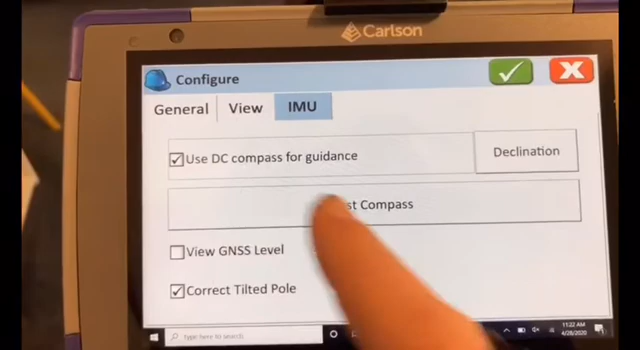 Carlson
Configure
General View IMU
Use DC compass for guidance
Declination
Compass
View GNSS Level
Correct Tilted Pole
Type here to search
11:22 AM
4/28/2020